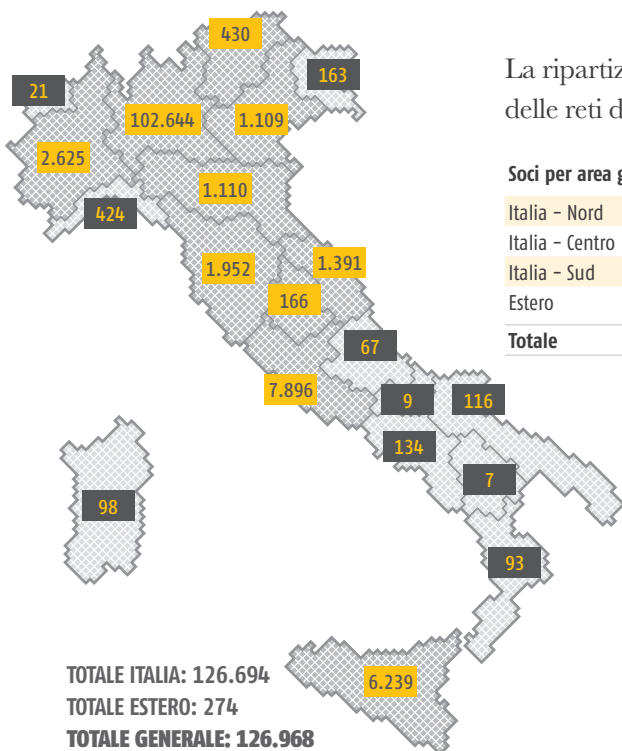 430
163
21
102.644
1.109
2.625
1.110
424
1.952
1.391
166
67
7.896
9
116
134
7
98
93
6.239
La ripartiz
delle reti d
Soci per area g
Italia - Nord
Italia - Centro
Italia - Sud
Estero
Totale
TOTALE ITALIA: 126.694
TOTALE ESTERO: 274
TOTALE GENERALE: 126.968